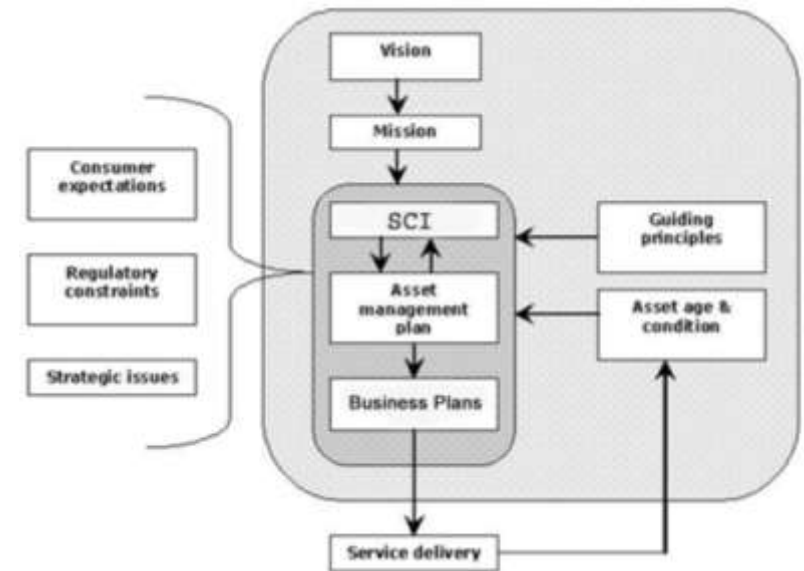 Vision
Mission
Consumer
expectations
Regulatory
constraints
Strategic issues
SCI
Asset
management
plan
Business Plans
Guiding
principles
Asset age &
condition
Service delivery